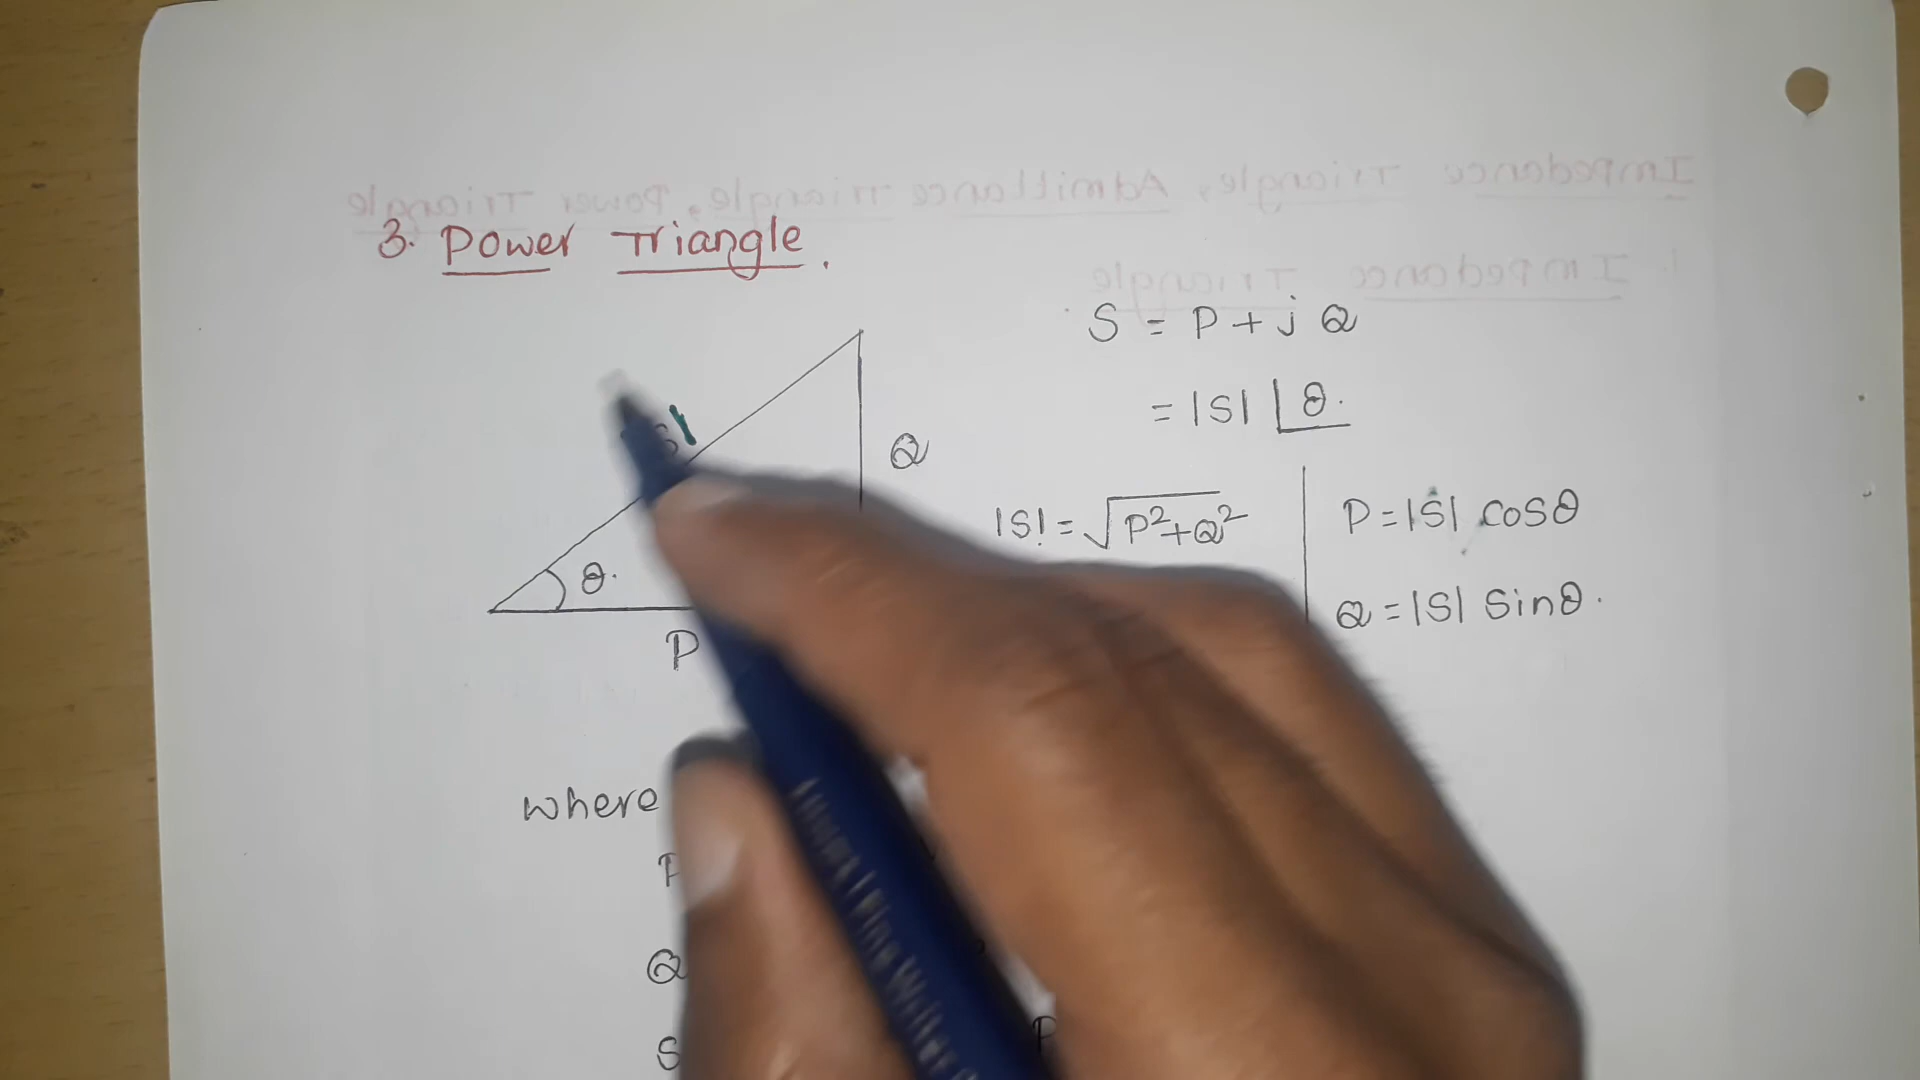 3. Power Triangle.
S = P + j Q
= |S| ∠θ.
S|
Q
|S| = √P²+Q²
P = |S| cosθ
θ.
Q = |S| Sinθ.
P
where
P
Q
S P